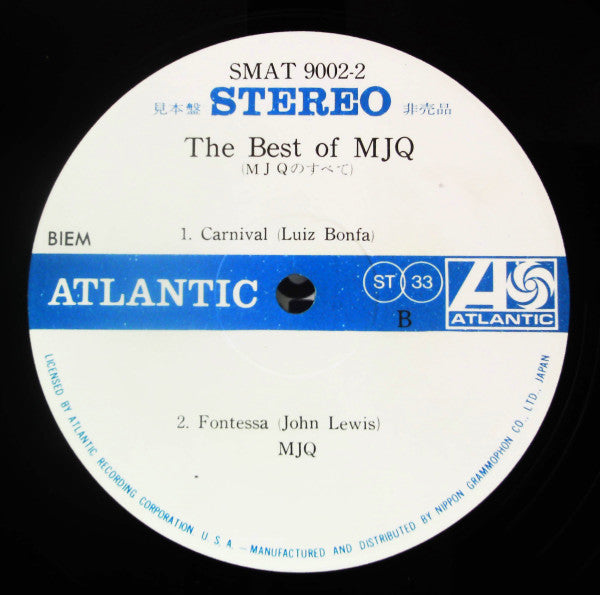 SMAT 9002-2
見本盤 STEREO 非売品
The Best of MJQ
(MJQのすべて)
1. Carnival (Luiz Bonfa)
BIEM
ATLANTIC ST 33 ATLANTIC
B
2. Fontessa (John Lewis)
MJQ
LICENSED BY ATLANTIC RECORDING CORPORATION U. S. A. — MANUFACTURED AND DISTRIBUTED BY NIPPON GRAMMOPHON CO., LTD., JAPAN